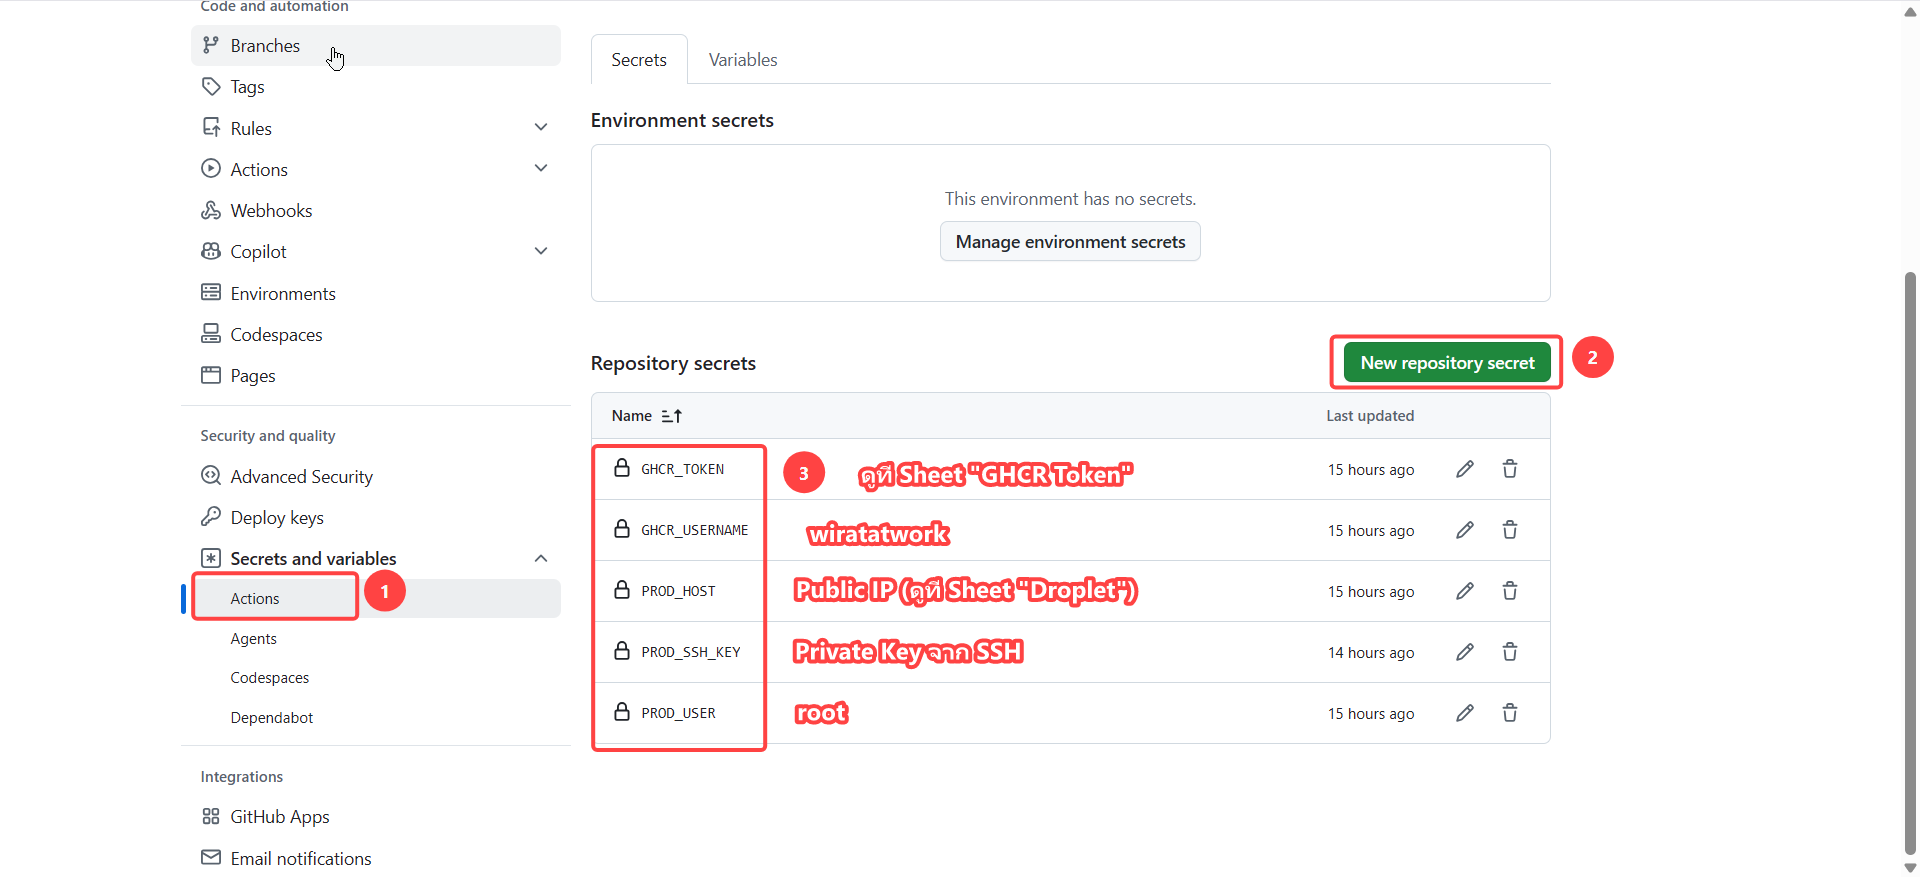 Code and automation
Branches
Tags
Rules
Actions
Webhooks
Copilot
Environments
Codespaces
Pages
Security and quality
Advanced Security
Deploy keys
Secrets and variables
Actions
1
Agents
Codespaces
Dependabot
Integrations
GitHub Apps
Email notifications
Secrets
Variables
Environment secrets
This environment has no secrets.
Manage environment secrets
Repository secrets
New repository secret
2
Name
Last updated
GHCR_TOKEN
3
ดูที่ Sheet "GHCR Token"
15 hours ago
GHCR_USERNAME
wiratatwork
15 hours ago
PROD_HOST
Public IP (ดูที่ Sheet "Droplet")
15 hours ago
PROD_SSH_KEY
Private Key จาก SSH
14 hours ago
PROD_USER
root
15 hours ago